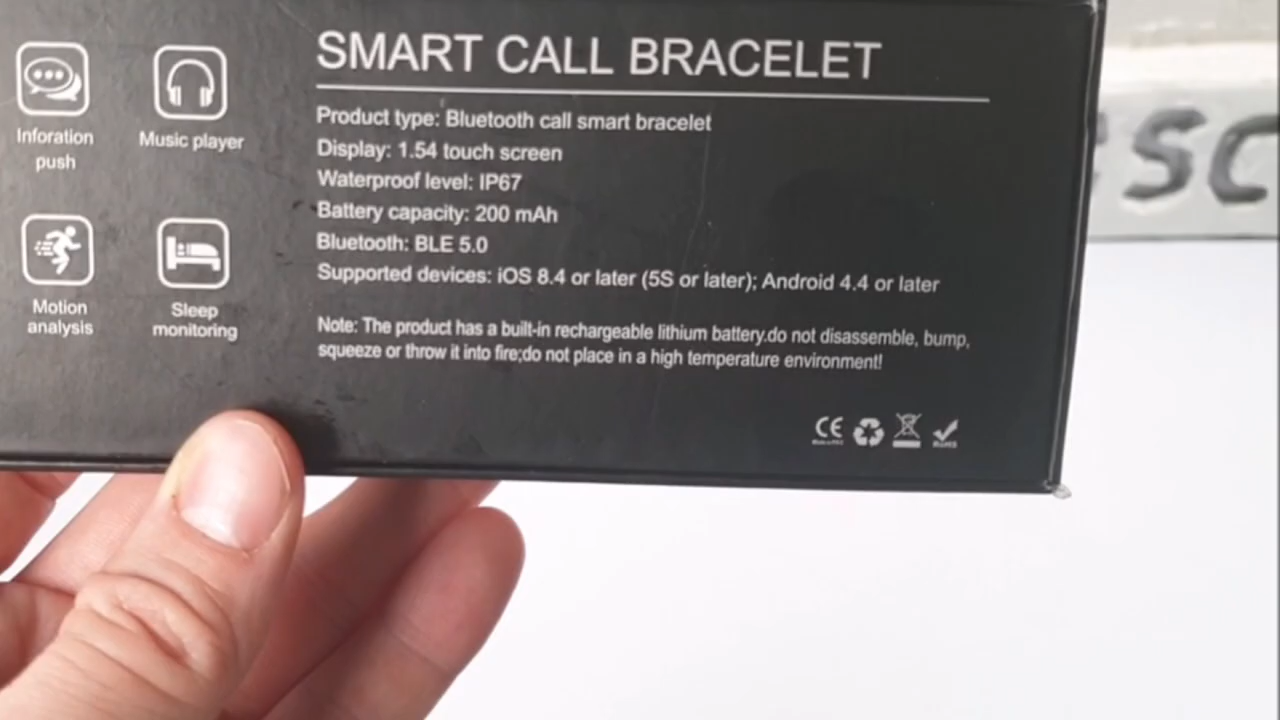 SMART CALL BRACELET
Product type: Bluetooth call smart bracelet
Display: 1.54 touch screen
Waterproof level: IP67
Battery capacity: 200 mAh
Bluetooth: BLE 5.0
Supported devices: iOS 8.4 or later (5S or later); Android 4.4 or later
Note: The product has a built-in rechargeable lithium battery.do not disassemble, bump,
squeeze or throw it into fire;do not place in a high temperature environment!
Inforation
push
Music player
Motion
analysis
Sleep
monitoring
CE
RoHS
SC